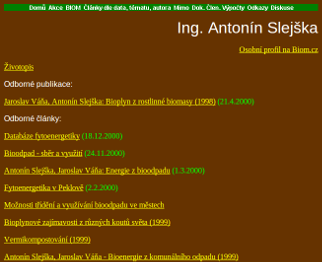 Domů Akce BIOM Články dle data, tématu, autora Mimo Dok. Člen. Výpočty Odkazy Diskuse
Ing. Antonín Slejška
Osobní profil na Biom.cz
Životopis
Odborné publikace:
Jaroslav Váňa, Antonín Slejška: Bioplyn z rostlinné biomasy (1998) (21.4.2000)
Odborné články:
Databáze fytoenergetiky (18.12.2000)
Bioodpad - sběr a využití (24.11.2000)
Antonín Slejška, Jaroslav Váňa: Energie z bioodpadu (1.3.2000)
Fytoenergetika v Peklově (2.2.2000)
Možnosti třídění a využívání bioodpadu ve městech
Bioplynové zajímavosti z různých koutů světa (1999)
Vermikompostování (1999)
Antonín Slejška, Jaroslav Váňa - Bioenergie z komunálního odpadu (1999)